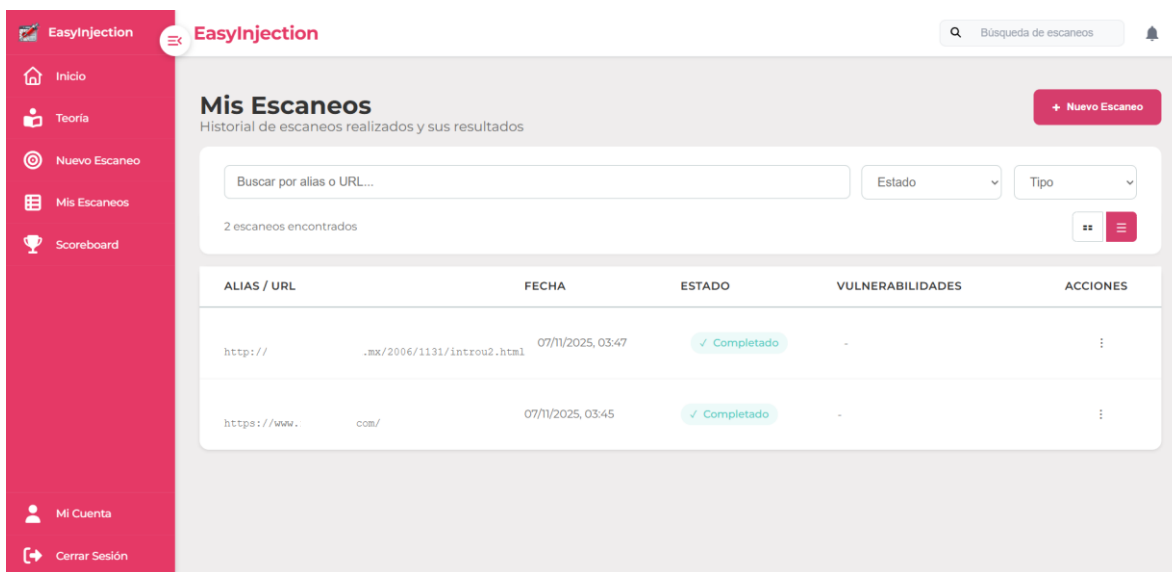 EasyInjection
EasyInjection
Búsqueda de escaneos
Inicio
Teoría
Nuevo Escaneo
Mis Escaneos
Scoreboard
Mis Escaneos
Historial de escaneos realizados y sus resultados
+ Nuevo Escaneo
Buscar por alias o URL...
Estado
Tipo
2 escaneos encontrados
ALIAS / URL FECHA ESTADO VULNERABILIDADES ACCIONES
http:// .mx/2006/1131/introu2.html 07/11/2025, 03:47 ✓ Completado -
https://www. com/ 07/11/2025, 03:45 ✓ Completado -
Mi Cuenta
Cerrar Sesión